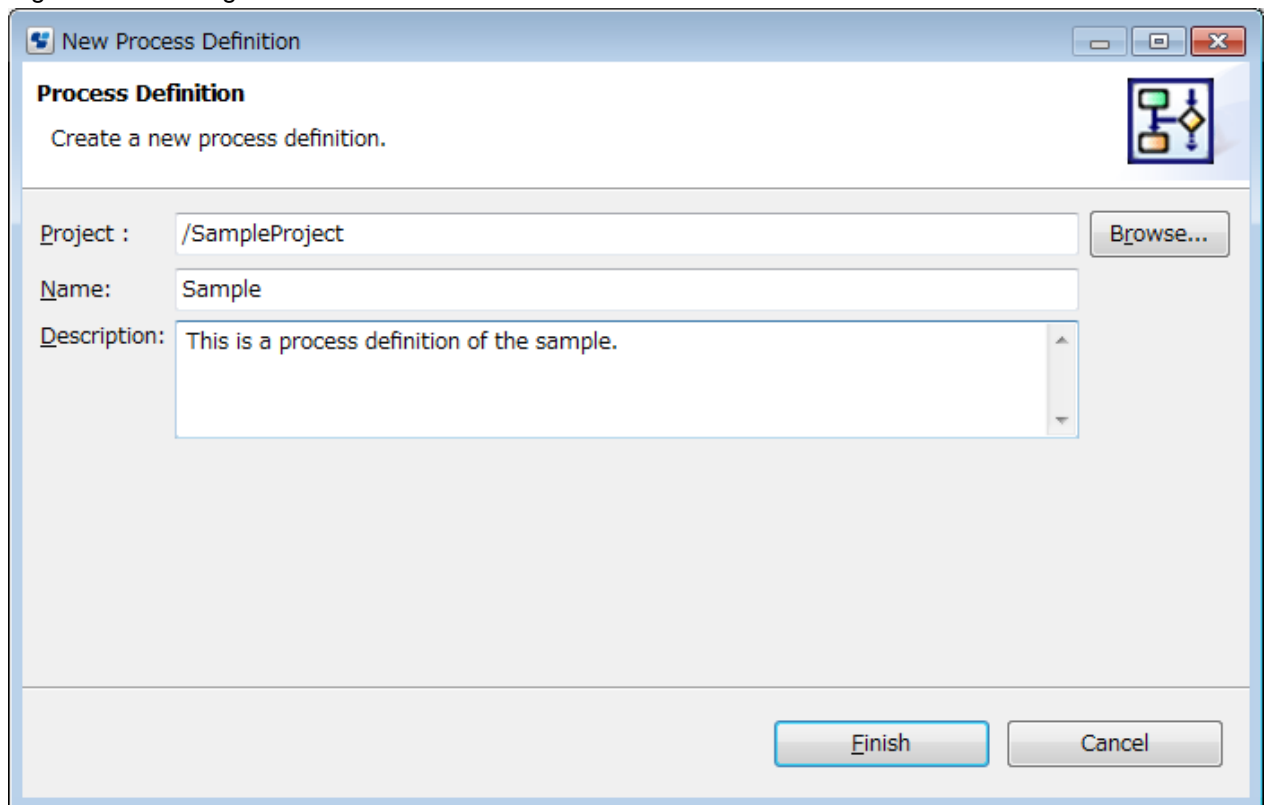 New Process Definition
Process Definition
Create a new process definition.
Project : /SampleProject Browse...
Name: Sample
Description: This is a process definition of the sample.
Finish Cancel